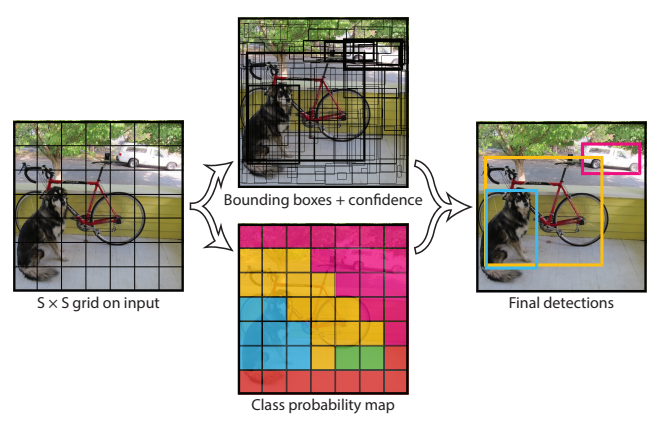 Bounding boxes + confidence
S × S grid on input
Final detections
Class probability map